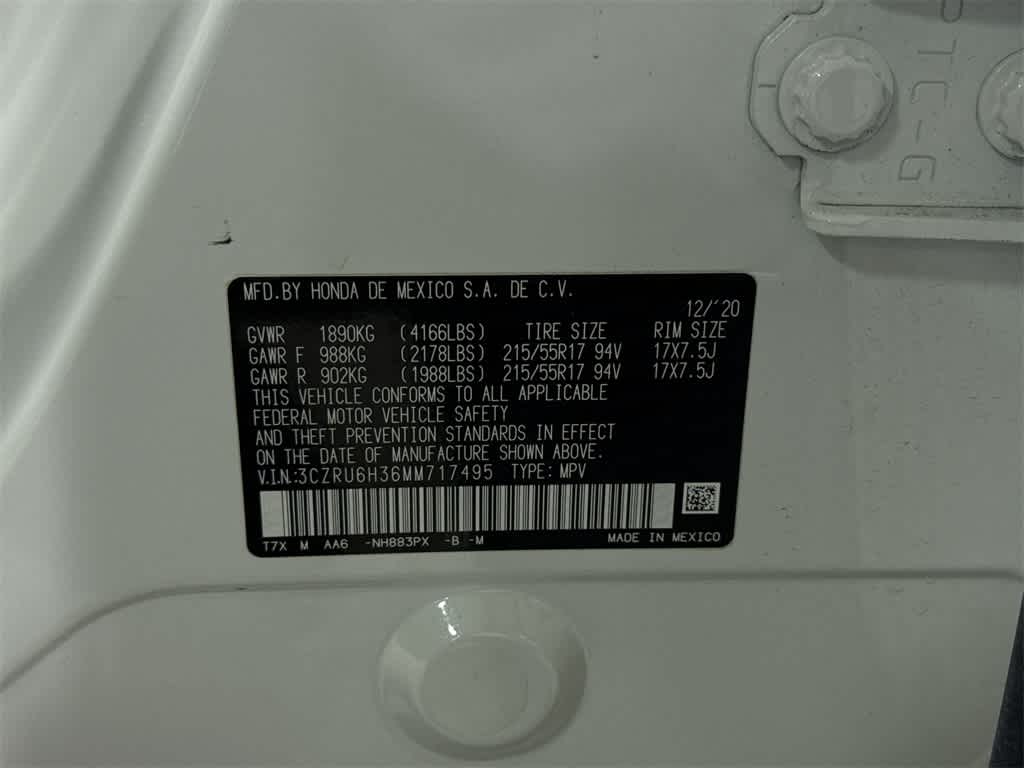 TC-G
MFD.BY HONDA DE MEXICO S.A. DE C.V.
12/'20
GVWR 1890KG (4166LBS) TIRE SIZE RIM SIZE
GAWR F 988KG (2178LBS) 215/55R17 94V 17X7.5J
GAWR R 902KG (1988LBS) 215/55R17 94V 17X7.5J
THIS VEHICLE CONFORMS TO ALL APPLICABLE
FEDERAL MOTOR VEHICLE SAFETY
AND THEFT PREVENTION STANDARDS IN EFFECT
ON THE DATE OF MANUFACTURE SHOWN ABOVE.
V.I.N.:3CZRU6H36MM717495 TYPE: MPV
T7X M AA6 -NH883PX -B -M MADE IN MEXICO